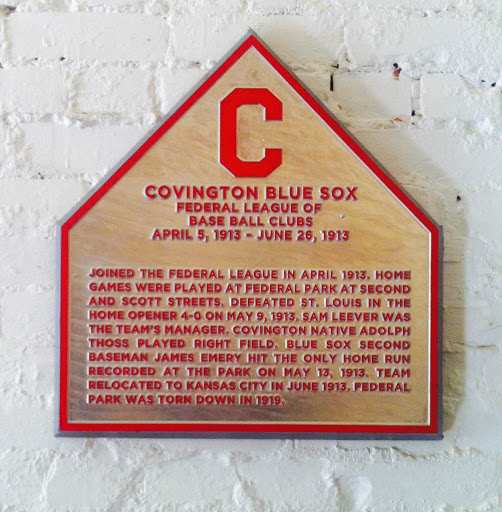 C
COVINGTON BLUE SOX
FEDERAL LEAGUE OF
BASE BALL CLUBS
APRIL 5, 1913 - JUNE 26, 1913
JOINED THE FEDERAL LEAGUE IN APRIL 1913. HOME
GAMES WERE PLAYED AT FEDERAL PARK AT SECOND
AND SCOTT STREETS. DEFEATED ST. LOUIS IN THE
HOME OPENER 4-0 ON MAY 9, 1913. SAM LEEVER WAS
THE TEAM'S MANAGER. COVINGTON NATIVE ADOLPH
THOSS PLAYED RIGHT FIELD. BLUE SOX SECOND
BASEMAN JAMES EMERY HIT THE ONLY HOME RUN
RECORDED AT THE PARK ON MAY 13, 1913. TEAM
RELOCATED TO KANSAS CITY IN JUNE 1913. FEDERAL
PARK WAS TORN DOWN IN 1919.